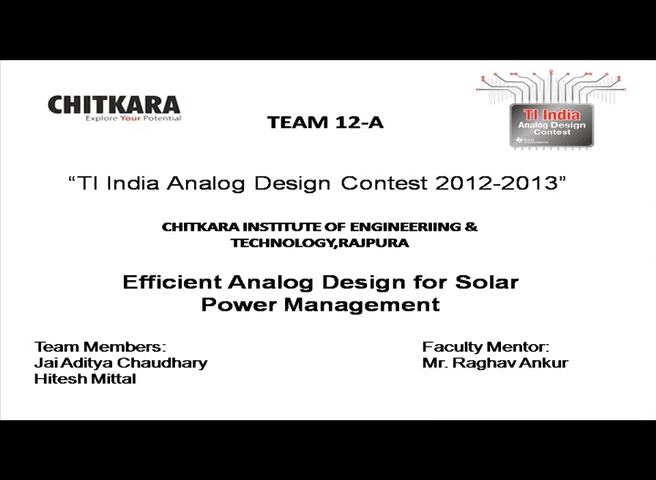 CHITKARA
Explore Your Potential
TEAM 12-A
TI India
Analog Design
Contest
“TI India Analog Design Contest 2012-2013”
CHITKARA INSTITUTE OF ENGINEERIING &
TECHNOLOGY,RAJPURA
Efficient Analog Design for Solar
Power Management
Team Members:
Jai Aditya Chaudhary
Hitesh Mittal
Faculty Mentor:
Mr. Raghav Ankur